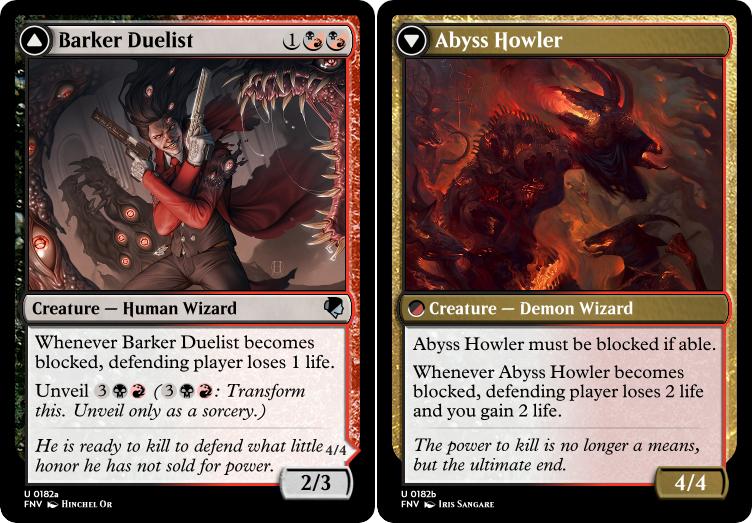 Barker Duelist 1
Creature — Human Wizard
Whenever Barker Duelist becomes
blocked, defending player loses 1 life.
Unveil 3 (3: Transform
this. Unveil only as a sorcery.)
He is ready to kill to defend what little
honor he has not sold for power.
4/4
2/3
U 0182a
FNV HINCHEL OR
Abyss Howler
Creature — Demon Wizard
Abyss Howler must be blocked if able.
Whenever Abyss Howler becomes
blocked, defending player loses 2 life
and you gain 2 life.
The power to kill is no longer a means,
but the ultimate end.
4/4
U 0182b
FNV IRIS SANGARE